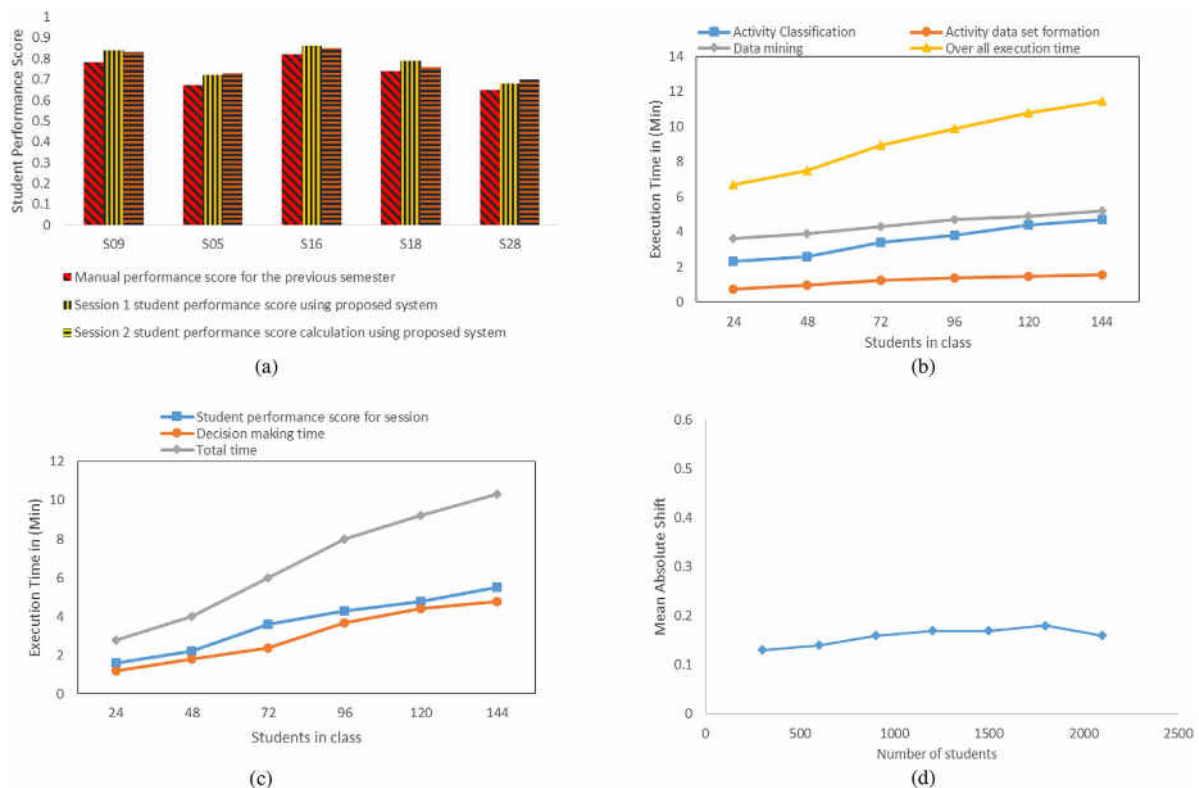 1
0.9
0.8
0.7
0.6
0.5
0.4
0.3
0.2
0.1
0
Student Performance Score
S09 S05 S16 S18 S28
Manual performance score for the previous semester
Session 1 student performance score using proposed system
Session 2 student performance score calculation using proposed system
(a)
Activity Classification Activity data set formation
Data mining Over all execution time
14
12
10
8
6
4
2
0
Execution Time in (Min)
24 48 72 96 120 144
Students in class
(b)
Student performance score for session
Decision making time
Total time
12
10
8
6
4
2
0
Execution Time in (Min)
24 48 72 96 120 144
Students in class
(c)
0.6
0.5
0.4
0.3
0.2
0.1
0
Mean Absolute Shift
0 500 1000 1500 2000 2500
Number of students
(d)